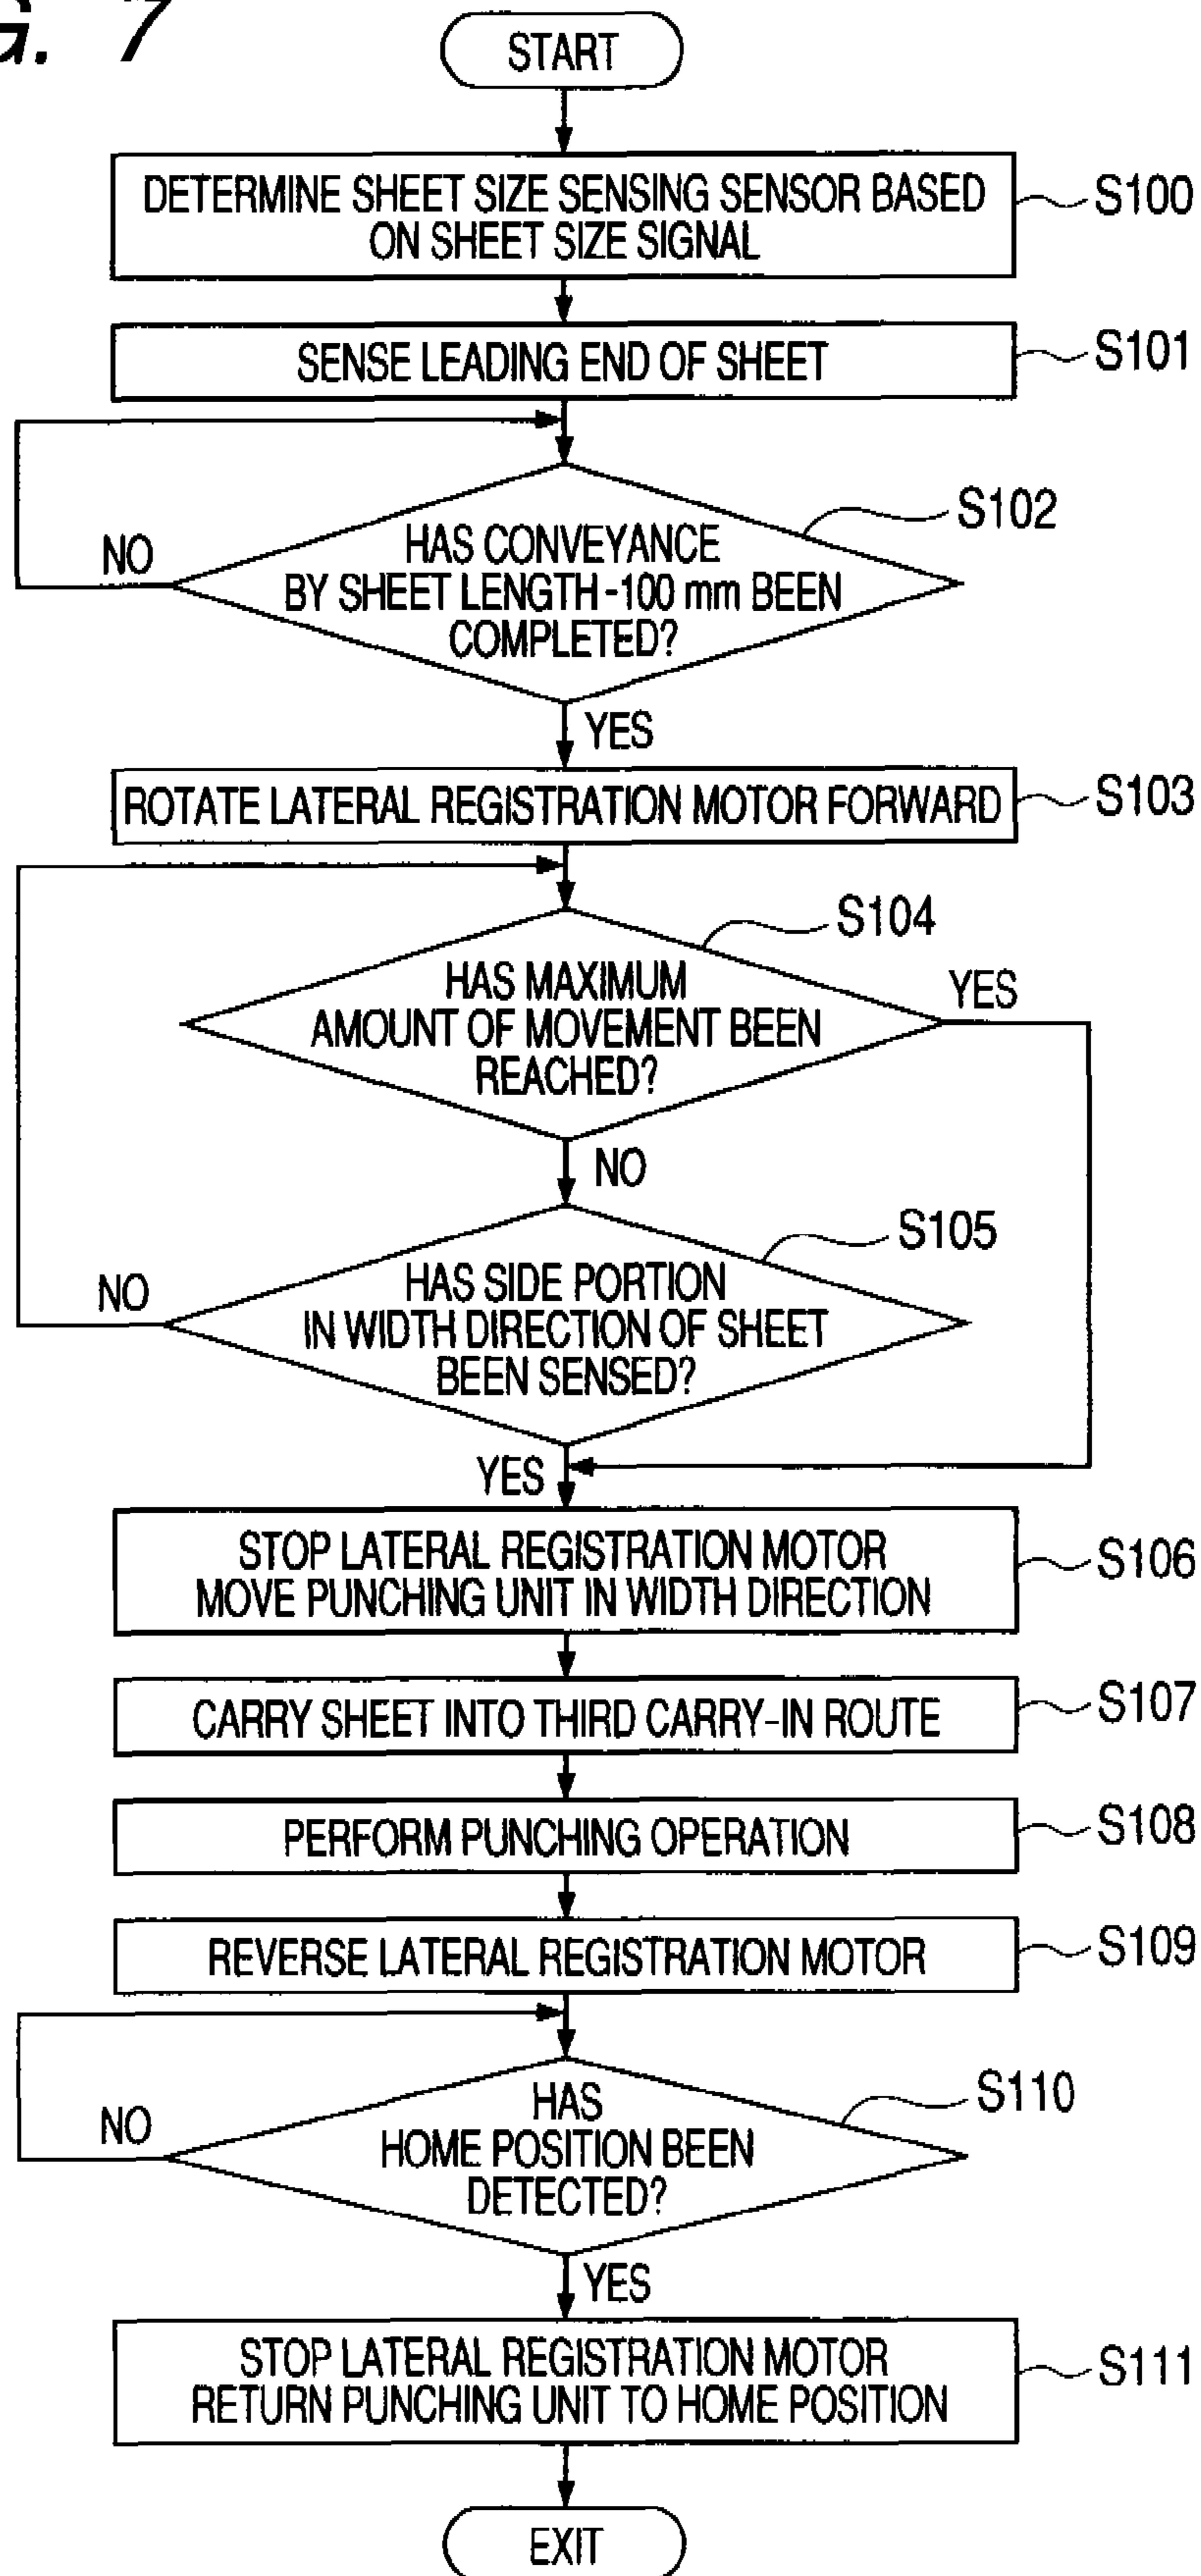 G. 7
START
DETERMINE SHEET SIZE SENSING SENSOR BASED
ON SHEET SIZE SIGNAL
S100
SENSE LEADING END OF SHEET
S101
S102
HAS CONVEYANCE
BY SHEET LENGTH -100 mm BEEN
COMPLETED?
NO
YES
ROTATE LATERAL REGISTRATION MOTOR FORWARD
S103
S104
HAS MAXIMUM
AMOUNT OF MOVEMENT BEEN
REACHED?
YES
NO
S105
HAS SIDE PORTION
IN WIDTH DIRECTION OF SHEET
BEEN SENSED?
NO
YES
STOP LATERAL REGISTRATION MOTOR
MOVE PUNCHING UNIT IN WIDTH DIRECTION
S106
CARRY SHEET INTO THIRD CARRY-IN ROUTE
S107
PERFORM PUNCHING OPERATION
S108
REVERSE LATERAL REGISTRATION MOTOR
S109
S110
HAS
HOME POSITION BEEN
DETECTED?
NO
YES
STOP LATERAL REGISTRATION MOTOR
RETURN PUNCHING UNIT TO HOME POSITION
S111
EXIT